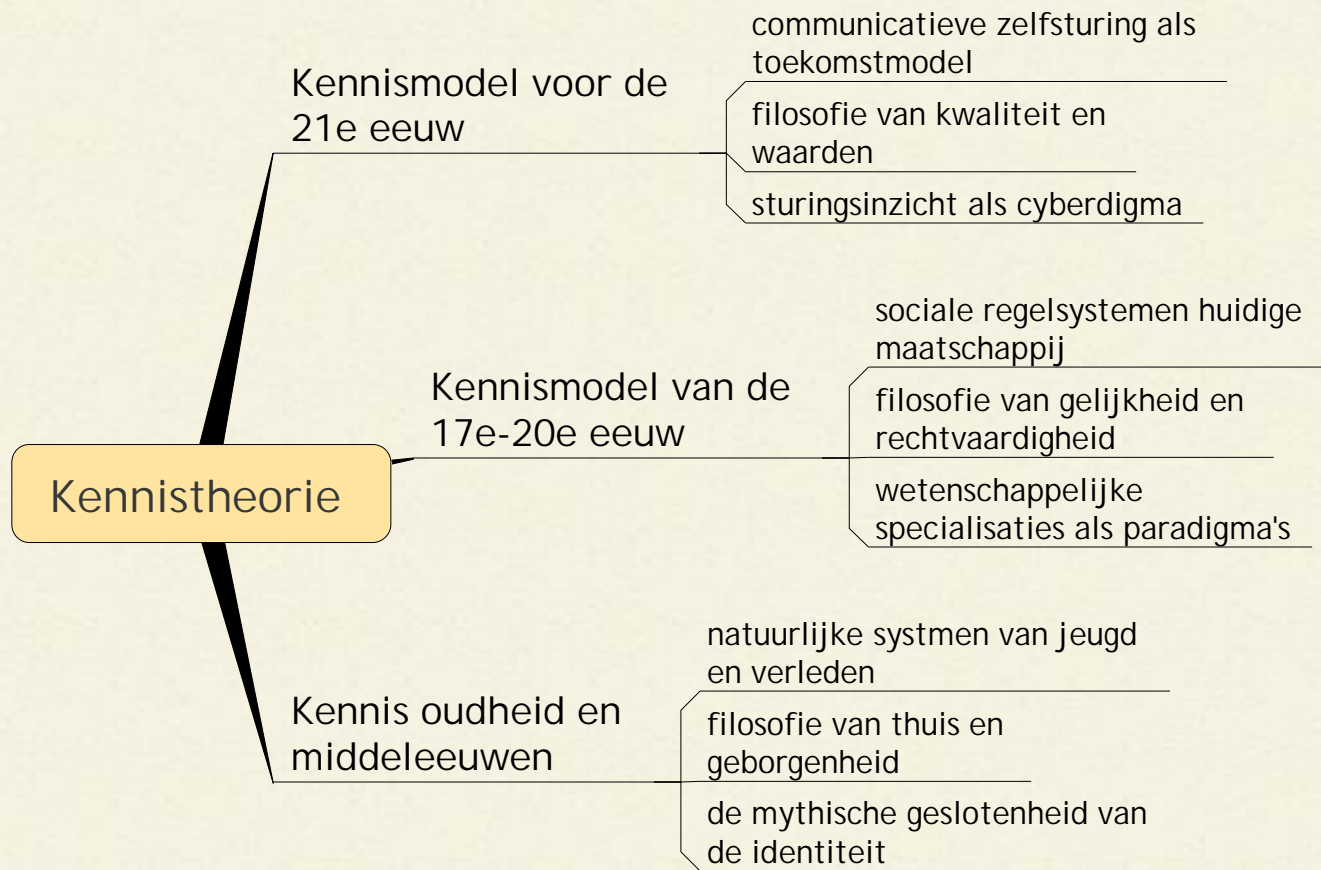 communicatieve zelfsturing als
toekomstmodel
Kennismodel voor de
21e eeuw
filosofie van kwaliteit en
waarden
sturingsinzicht als cyberdigma
sociale regelsystemen huidige
maatschappij
Kennismodel van de
17e-20e eeuw
filosofie van gelijkheid en
rechtvaardigheid
Kennistheorie
wetenschappelijke
specialisaties als paradigma's
natuurlijke systmen van jeugd
en verleden
Kennis oudheid en
middeleeuwen
filosofie van thuis en
geborgenheid
de mythische geslotenheid van
de identiteit